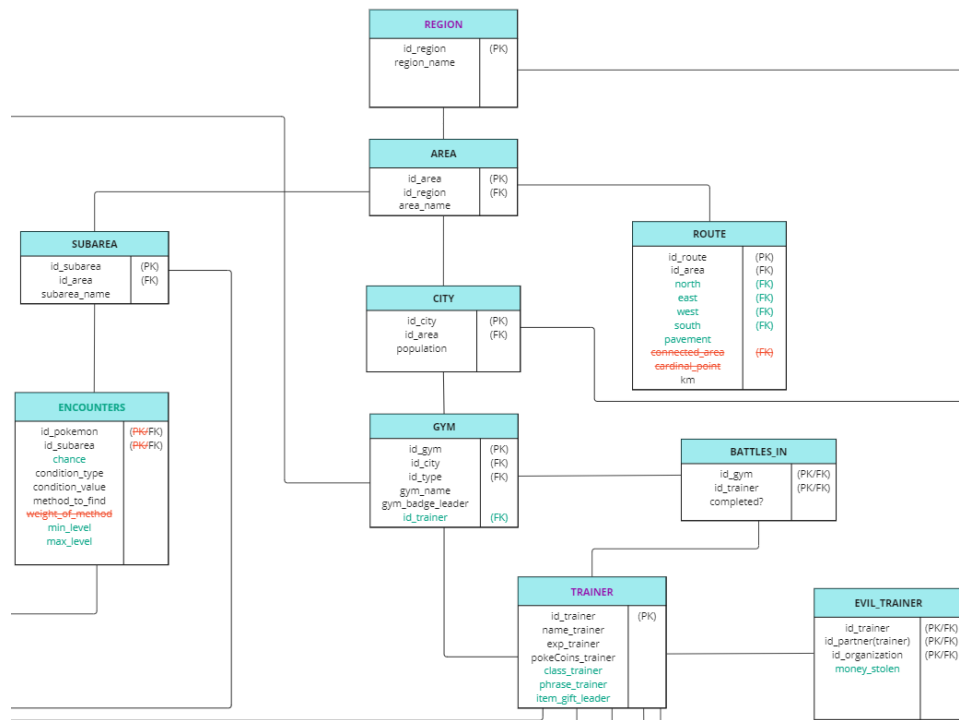 REGION
id_region (PK)
region_name
AREA
id_area (PK)
id_region (FK)
area_name
SUBAREA
id_subarea (PK)
id_area (FK)
subarea_name
ROUTE
id_route (PK)
id_area (FK)
north (FK)
east (FK)
west (FK)
south (FK)
pavement
connected_area (FK)
cardinal_point
km
CITY
id_city (PK)
id_area (FK)
population
ENCOUNTERS
id_pokemon (PK/FK)
id_subarea (PK/FK)
chance
condition_type
condition_value
method_to_find
weight_of_method
min_level
max_level
GYM
id_gym (PK)
id_city (FK)
id_type (FK)
gym_name
gym_badge_leader
id_trainer (FK)
BATTLES_IN
id_gym (PK/FK)
id_trainer (PK/FK)
completed?
TRAINER
id_trainer (PK)
name_trainer
exp_trainer
pokeCoins_trainer
class_trainer
phrase_trainer
item_gift_leader
EVIL_TRAINER
id_trainer (PK/FK)
id_partner(trainer) (PK/FK)
id_organization (PK/FK)
money_stolen